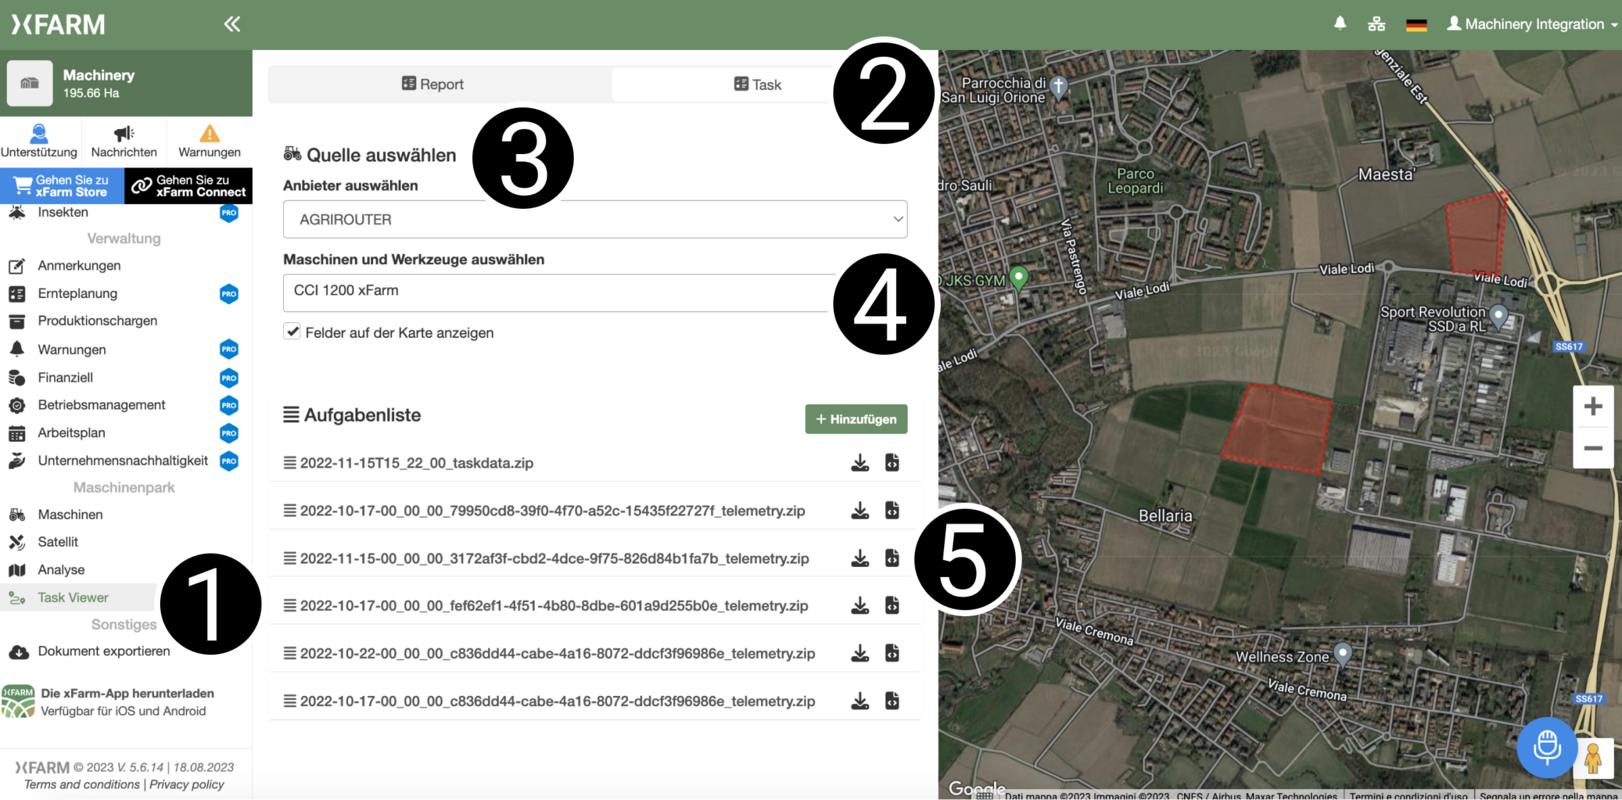 XFARM
Machinery Integration
Machinery
195.66 Ha
Unterstützung
Nachrichten
Warnungen
Gehen Sie zu
xFarm Store
Gehen Sie zu
xFarm Connect
Insekten
PRO
Verwaltung
Anmerkungen
Ernteplanung
PRO
Produktionschargen
Warnungen
PRO
Finanziell
PRO
Betriebsmanagement
PRO
Arbeitsplan
PRO
Unternehmensnachhaltigkeit
PRO
Maschinenpark
Maschinen
Satellit
Analyse
Task Viewer
1
Sonstiges
Dokument exportieren
XFARM
Die xFarm-App herunterladen
Verfügbar für iOS und Android
XFARM © 2023 V. 5.6.14 | 18.08.2023
Terms and conditions | Privacy policy
Report
Task
2
Quelle auswählen
3
Anbieter auswählen
AGRIROUTER
Maschinen und Werkzeuge auswählen
CCI 1200 xFarm
4
Felder auf der Karte anzeigen
Aufgabenliste
+ Hinzufügen
2022-11-15T15_22_00_taskdata.zip
2022-10-17-00_00_00_79950cd8-39f0-4f70-a52c-15435f22727f_telemetry.zip
2022-11-15-00_00_00_3172af3f-cbd2-4dce-9f75-826d84b1fa7b_telemetry.zip
5
2022-10-17-00_00_00_fef62ef1-4f51-4b80-8dbe-601a9d255b0e_telemetry.zip
2022-10-22-00_00_00_c836dd44-cabe-4a16-8072-ddcf3f96986e_telemetry.zip
2022-10-17-00_00_00_c836dd44-cabe-4a16-8072-ddcf3f96986e_telemetry.zip
genziale Est
Parrocchia di
San Luigi Orione
dro Sauli
Parco
Leopardi
Maesta'
Via Pastrengo
JKS GYM
Viale Lodi
Viale Lodi
Viale Lodi
ale Lodi
Sport Revolution
SSD a RL
SS617
Bellaria
Viale Cremona
Wellness Zone
Viale Cremona
SS617
Google
Dati mappa ©2023 Immagini ©2023 , CNES / Airbus, Maxar Technologies
Termini e condizioni d'uso
Segnala un errore nella mappa